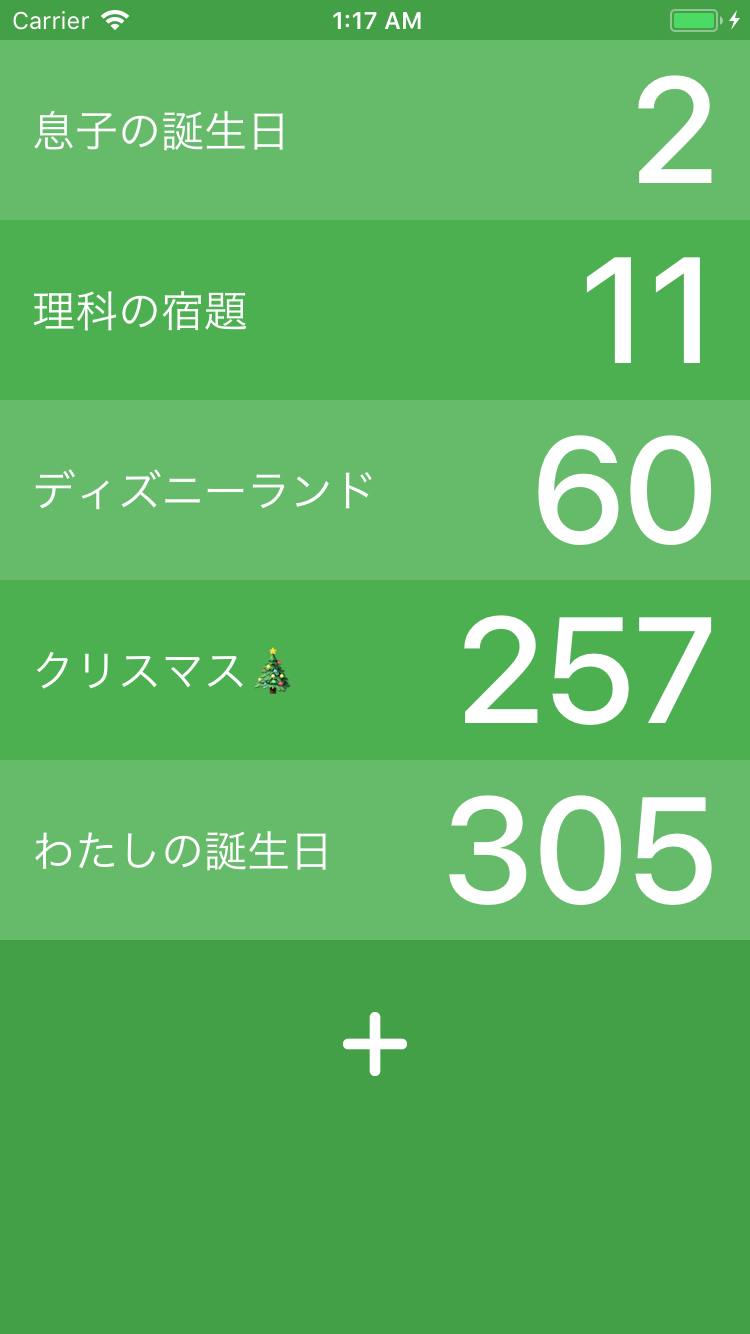 Carrier 1:17 AM
息子の誕生日 2
理科の宿題 11
ディズニーランド 60
クリスマス🎄 257
わたしの誕生日 305
+